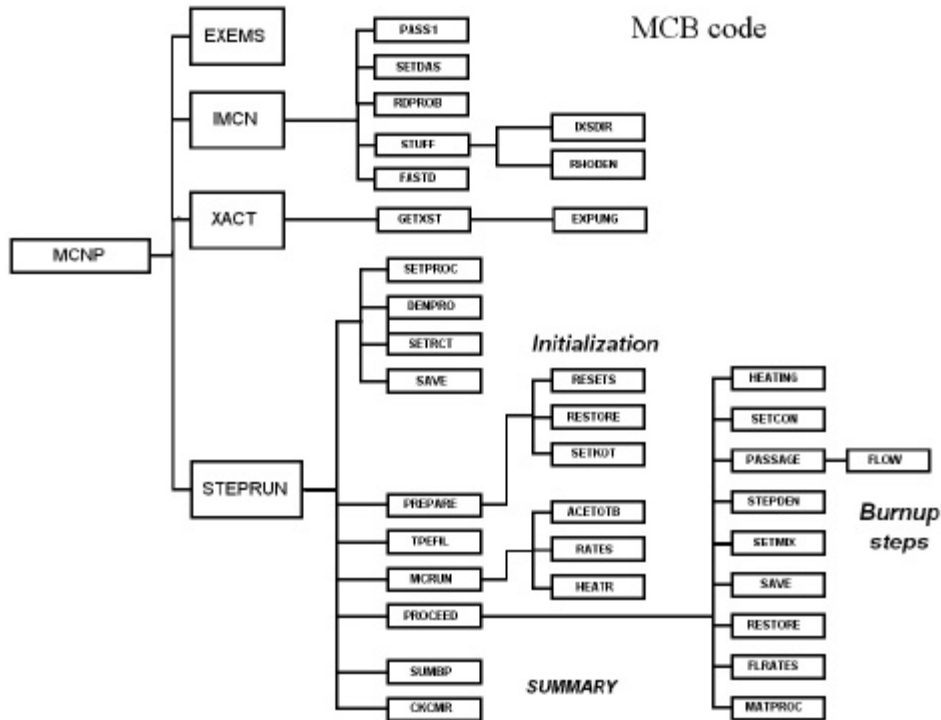 MCB code
EXEMS
PASS1
SETDAS
IMCN
RDPROB
STUFF
IXSDIR
RHODEN
FASTD
XACT
GETXST
EXPUNG
MCNP
SETPROC
DENPRO
SETRCT
SAVE
Initialization
RESETS
RESTORE
SETKOT
HEATING
SETCON
PASSAGE
FLOW
STEPRUN
PREPARE
TPEFIL
MCRUN
PROCEED
ACETOTB
RATES
HEATR
STEPDEN
SETMIX
SAVE
RESTORE
FLRATES
MATPROC
Burnup
steps
SUMBP
CKCMR
SUMMARY